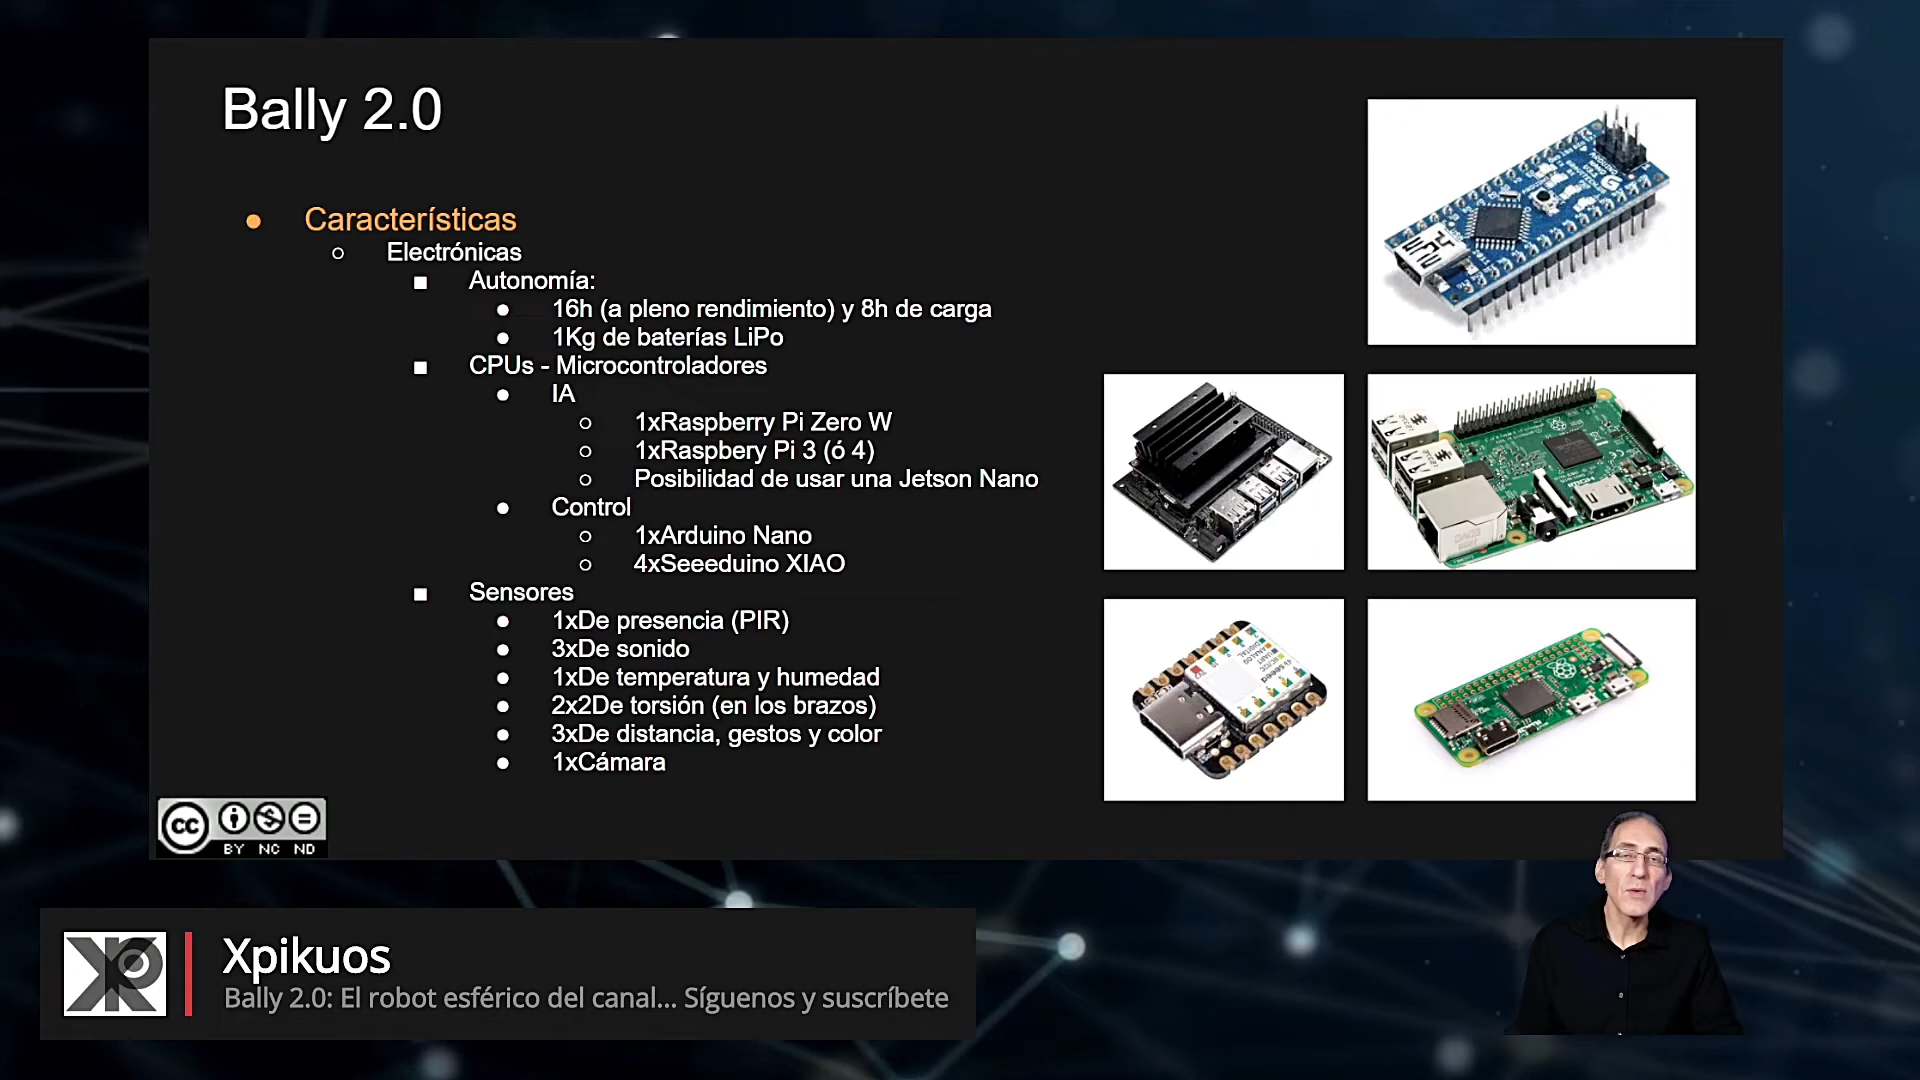 Bally 2.0
Características
Electrónicas
Autonomía:
16h (a pleno rendimiento) y 8h de carga
1Kg de baterías LiPo
CPUs - Microcontroladores
IA
1xRaspberry Pi Zero W
1xRaspbery Pi 3 (ó 4)
Posibilidad de usar una Jetson Nano
Control
1xArduino Nano
4xSeeeduino XIAO
Sensores
1xDe presencia (PIR)
3xDe sonido
1xDe temperatura y humedad
2x2De torsión (en los brazos)
3xDe distancia, gestos y color
1xCámara
CC
BY NC ND
Xpikuos
Bally 2.0: El robot esférico del canal... Síguenos y suscríbete